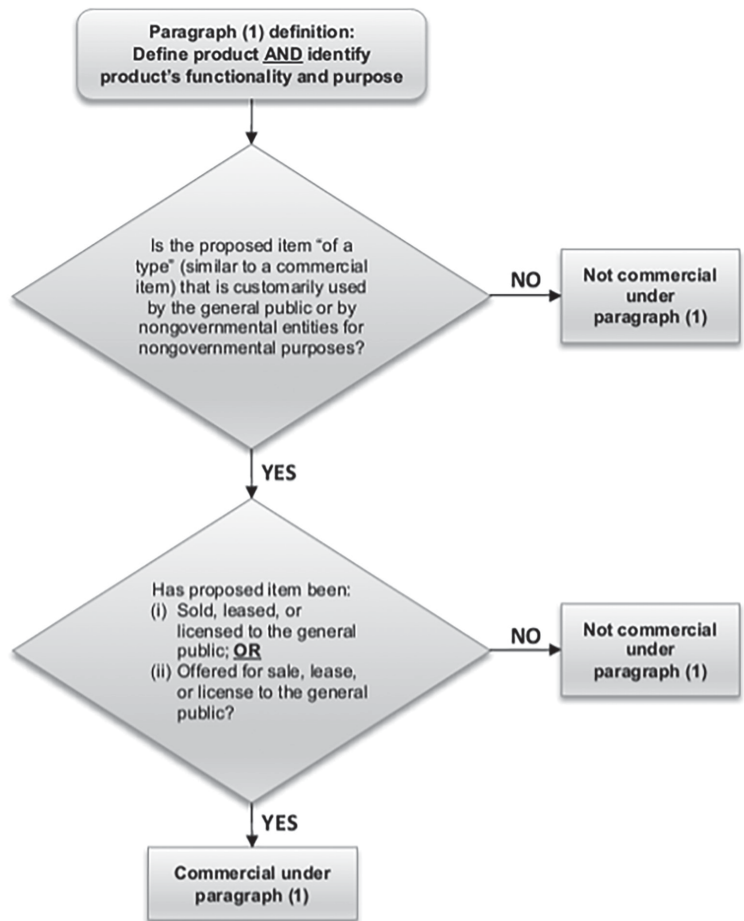 Paragraph (1) definition:
Define product AND identify
product's functionality and purpose
Is the proposed item "of a
type" (similar to a commercial
item) that is customarily used
by the general public or by
nongovernmental entities for
nongovernmental purposes?
NO
Not commercial
under
paragraph (1)
YES
Has proposed item been:
(i) Sold, leased, or
licensed to the general
public; OR
(ii) Offered for sale, lease,
or license to the general
public?
NO
Not commercial
under
paragraph (1)
YES
Commercial under
paragraph (1)